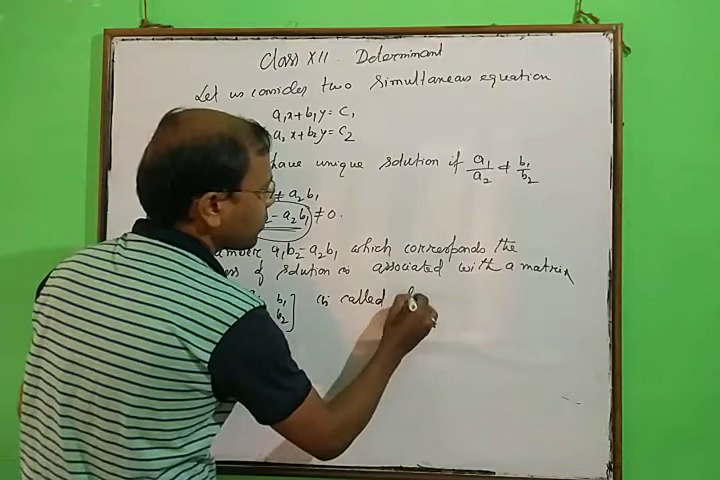 Class XII. Determinant
Let us consider two Simultaneous equation
a₁x + b₁y = c₁
a₂x + b₂y = c₂
have unique solution if a₁/a₂ ≠ b₁/b₂
≠ a₂b₁
₂ - a₂b₁ ≠ 0.
a₁b₂ - a₂b₁ which corresponds the
of solution is associated with a matrix
b₁
b₂ ] is called